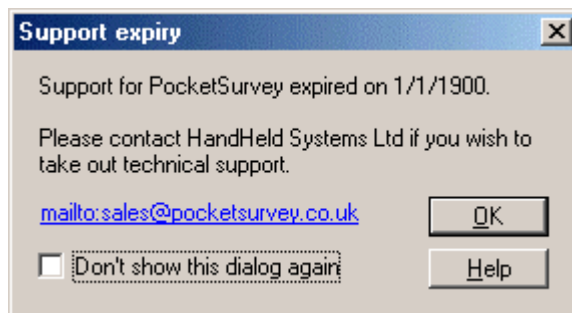 Support expiry
Support for PocketSurvey expired on 1/1/1900.
Please contact HandHeld Systems Ltd if you wish to
take out technical support.
mailto:sales@pocketsurvey.co.uk
OK
Don't show this dialog again
Help